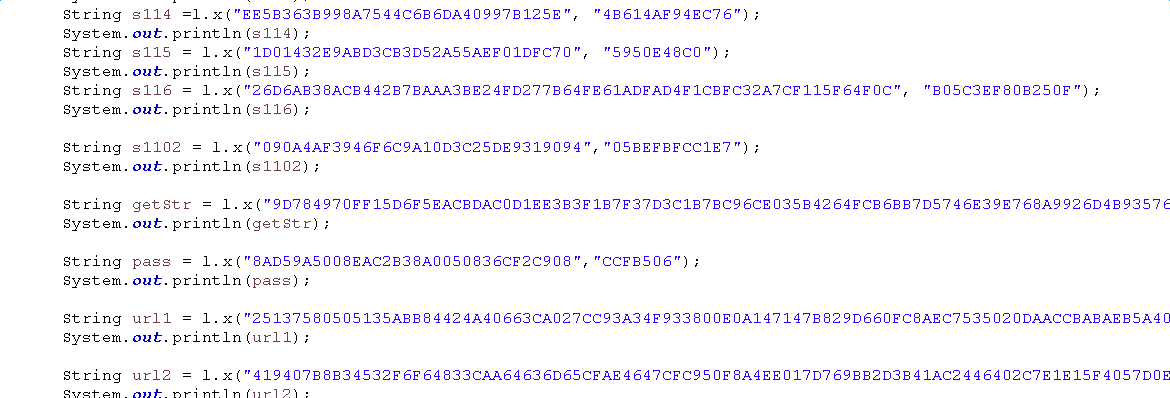 String s114 =l.x("EE5B363B998A7544C6B6DA40997B125E", "4B614AF94EC76");
System.out.println(s114);
String s115 = l.x("1D01432E9ABD3CB3D52A55AEF01DFC70", "5950E48C0");
System.out.println(s115);
String s116 = l.x("26D6AB38ACB442B7BAAA3BE24FD277B64FE61ADFAD4F1CBFC32A7CF115F64F0C", "B05C3EF80B250F");
System.out.println(s116);
String s1102 = l.x("090A4AF3946F6C9A10D3C25DE9319094","05BEFBFCC1E7");
System.out.println(s1102);
String getStr = l.x("9D784970FF15D6F5EACBDAC0D1EE3B3F1B7F37D3C1B7BC96CE035B4264FCB6BB7D5746E39E768A9926D4B93576
System.out.println(getStr);
String pass = l.x("8AD59A5008EAC2B38A0050836CF2C908","CCFB506");
System.out.println(pass);
String url1 = l.x("25137580505135ABB84424A40663CA027CC93A34F933800E0A147147B829D660FC8AEC7535020DAACCBABAEB5A40
System.out.println(url1);
String url2 = l.x("419407B8B34532F6F64833CAA64636D65CFAE4647CFC950F8A4EE017D769BB2D3B41AC2446402C7E1E15F4057D0E
System.out.println(url2);